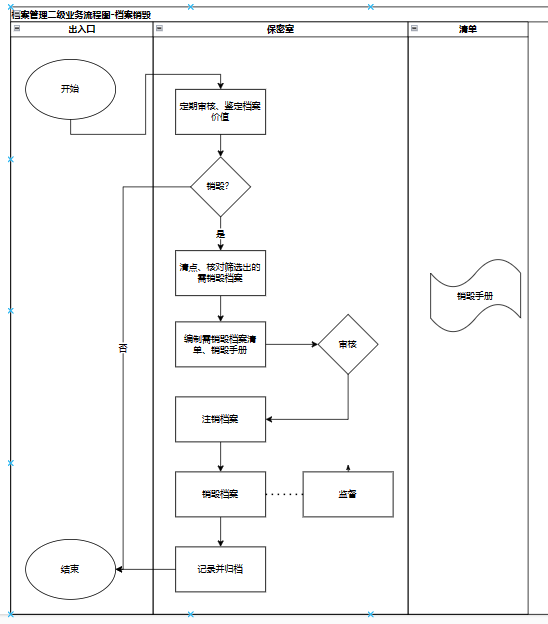 档案管理二级业务流程图-档案销毁
出入口
保密室
清单
开始
定期审核、鉴定档案
价值
销毁?
是
清点、核对筛选出的
需销毁档案
销毁手册
编制需销毁档案清
单、销毁手册
审核
否
注销档案
销毁档案
监督
记录并归档
结束